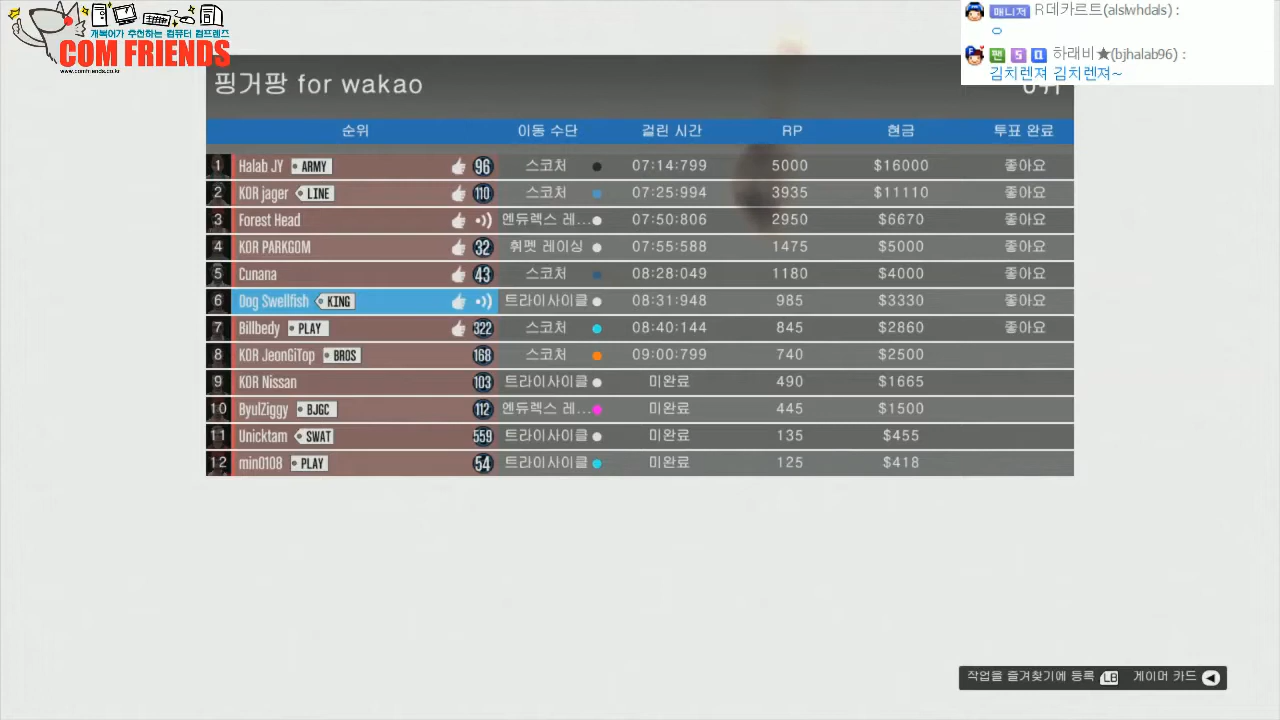 개복어가 추천하는 컴퓨터 컴프렌즈
COM FRIENDS
www.comfriends.co.kr
매니저 R데카르트(alslwhdals) :
ㅇ
팬 하래비★(bjhalab96) :
김치렌져 김치렌져~
핑거팡 for wakao
순위 이동 수단 걸린 시간 RP 현금 투표 완료
1 Halab JY ARMY 96 스코처 07:14:799 5000 $16000 좋아요
2 KOR jager LINE 110 스코처 07:25:994 3935 $11110 좋아요
3 Forest Head 엔듀렉스 레... 07:50:806 2950 $6670 좋아요
4 KOR PARKGOM 32 휘펫 레이싱 07:55:588 1475 $5000 좋아요
5 Cunana 43 스코처 08:28:049 1180 $4000 좋아요
6 Dog Swellfish KING 트라이사이클 08:31:948 985 $3330 좋아요
7 Billbedy PLAY 322 스코처 08:40:144 845 $2860 좋아요
8 KOR JeonGiTop BROS 168 스코처 09:00:799 740 $2500
9 KOR Nissan 103 트라이사이클 미완료 490 $1665
10 ByulZiggy BJGC 112 엔듀렉스 레... 미완료 445 $1500
11 Unicktam SWAT 559 트라이사이클 미완료 135 $455
12 min0108 PLAY 54 트라이사이클 미완료 125 $418
작업을 즐겨찾기에 등록 LB 게이머 카드